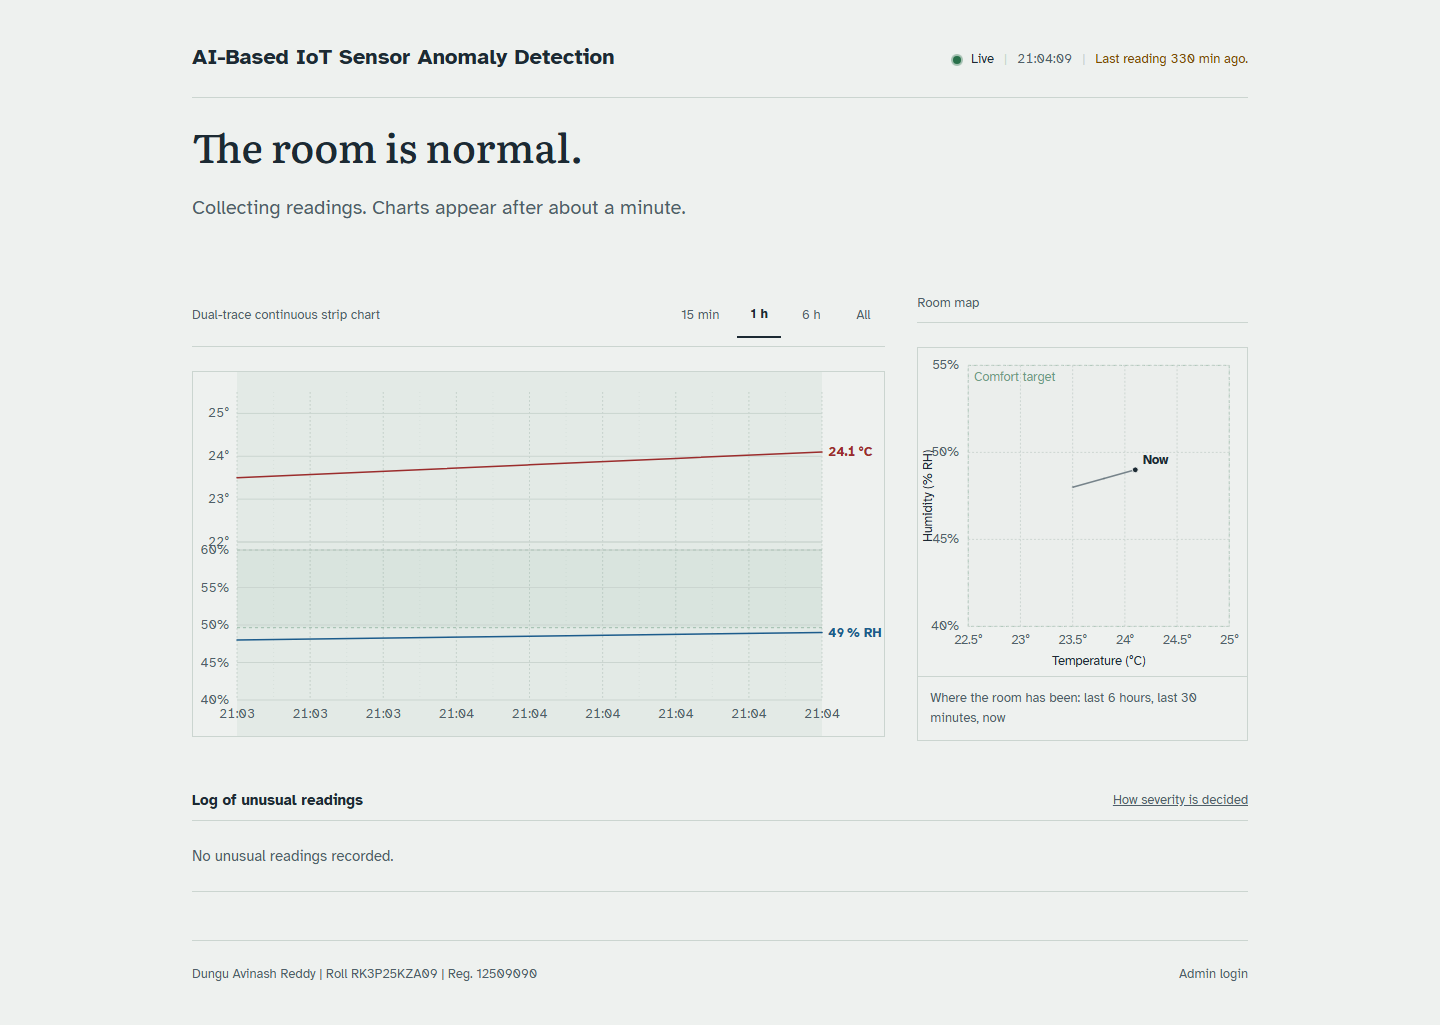 AI-Based IoT Sensor Anomaly Detection
Live | 21:04:09 | Last reading 330 min ago.
The room is normal.
Collecting readings. Charts appear after about a minute.
Dual-trace continuous strip chart
15 min 1 h 6 h All
25°
24°
23°
22°
60%
55%
50%
45%
40%
24.1 °C
49 % RH
21:03 21:03 21:03 21:04 21:04 21:04 21:04 21:04 21:04
Room map
55%
50%
45%
40%
Comfort target
Now
Humidity (% RH)
22.5° 23° 23.5° 24° 24.5° 25°
Temperature (°C)
Where the room has been: last 6 hours, last 30
minutes, now
Log of unusual readings
How severity is decided
No unusual readings recorded.
Dungu Avinash Reddy | Roll RK3P25KZA09 | Reg. 12509090
Admin login